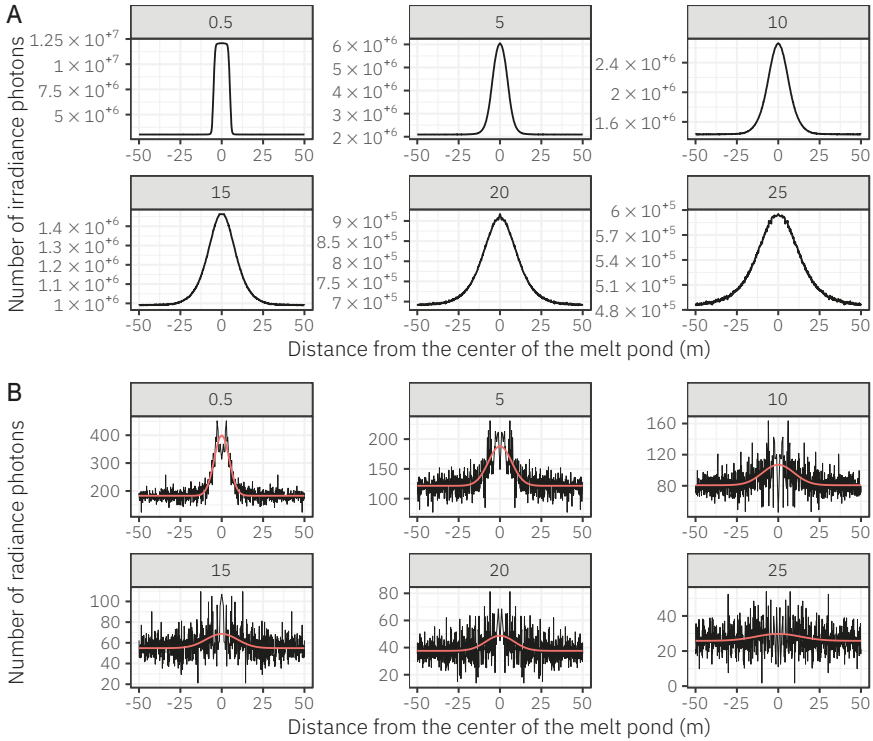 A
Number of irradiance photons
0.5
5
10
1.25 × 10⁺⁷
1 × 10⁺⁷
7.5 × 10⁺⁶
5 × 10⁺⁶
-50 -25 0 25 50
6 × 10⁺⁶
5 × 10⁺⁶
4 × 10⁺⁶
3 × 10⁺⁶
2 × 10⁺⁶
-50 -25 0 25 50
2.4 × 10⁺⁶
2 × 10⁺⁶
1.6 × 10⁺⁶
-50 -25 0 25 50
15
20
25
1.4 × 10⁺⁶
1.3 × 10⁺⁶
1.2 × 10⁺⁶
1.1 × 10⁺⁶
1 × 10⁺⁶
-50 -25 0 25 50
9 × 10⁺⁵
8.5 × 10⁺⁵
8 × 10⁺⁵
7.5 × 10⁺⁵
7 × 10⁺⁵
-50 -25 0 25 50
6 × 10⁺⁵
5.7 × 10⁺⁵
5.4 × 10⁺⁵
5.1 × 10⁺⁵
4.8 × 10⁺⁵
-50 -25 0 25 50
Distance from the center of the melt pond (m)
B
Number of radiance photons
0.5
5
10
400
300
200
-50 -25 0 25 50
200
150
100
-50 -25 0 25 50
160
120
80
-50 -25 0 25 50
15
20
25
100
80
60
40
20
-50 -25 0 25 50
80
60
40
20
-50 -25 0 25 50
40
20
0
-50 -25 0 25 50
Distance from the center of the melt pond (m)